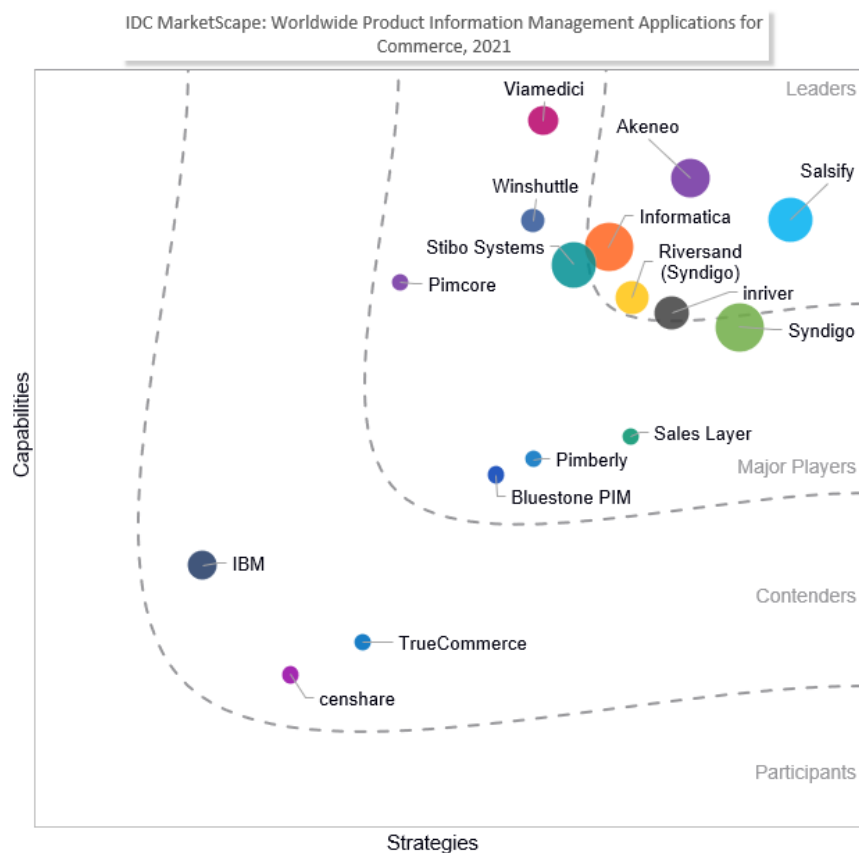 IDC MarketScape: Worldwide Product Information Management Applications for
Commerce, 2021
Leaders
Viamedici
Akeneo
Salsify
Winshuttle
Informatica
Stibo Systems
Riversand
(Syndigo)
Pimcore
inriver
Syndigo
Capabilities
Sales Layer
Pimberly
Major Players
Bluestone PIM
IBM
Contenders
TrueCommerce
censhare
Participants
Strategies